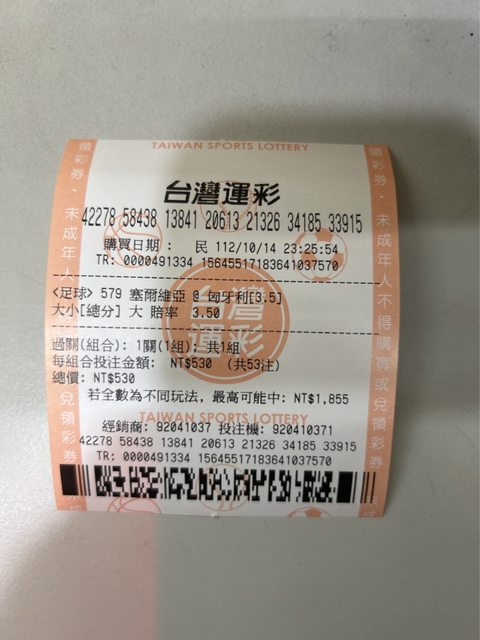 TAIWAN SPORTS LOTTERY
台灣運彩
42278 58438 13841 20613 21326 34185 33915
購買日期: 民 112/10/14 23:25:54
TR: 0000491334 15645517183641037570
<足球> 579 塞爾維亞 @ 匈牙利[3.5]
大小[總分] 大 賠率 3.50
台灣運彩
過關(組合): 1關(1組): 共1組
每組合投注金額: NT$530 (共53注)
總價: NT$530
若全數為不同玩法, 最高可能中: NT$1,855
TAIWAN SPORTS LOTTERY
經銷商: 92041037 投注機: 920410371
42278 58438 13841 20613 21326 34185 33915
TR: 0000491334 15645517183641037570
領彩券・未成年人
領彩券・未成年人不得購買或兌領彩券